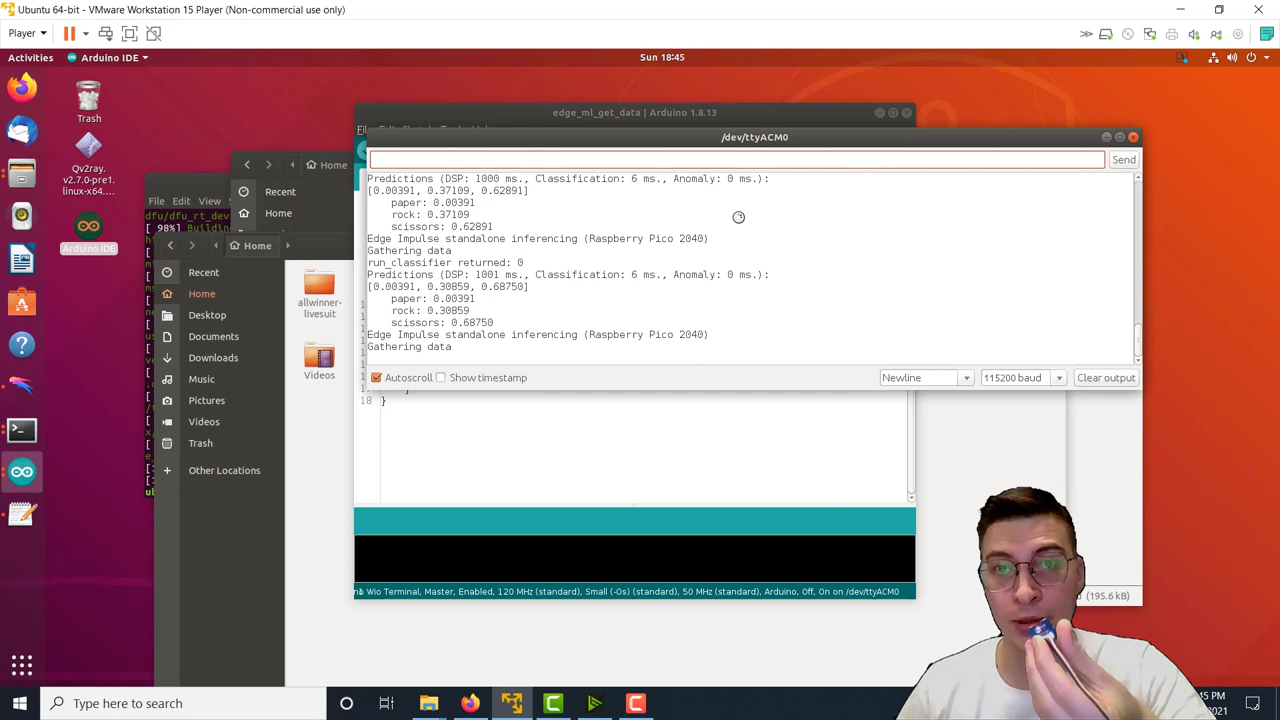 Ubuntu 64-bit - VMware Workstation 15 Player (Non-commercial use only)
Player
Activities
Arduino IDE
Sun 18:45
Trash
Qv2ray.
v2.7.0-pre1.
linux-x64...
Arduino IDE
File Edit View
dfu/dfu_rt_dev
[ 98%] Building
Home
Recent
Home
Home
Recent
Home
Desktop
Documents
Downloads
Music
Pictures
Videos
Trash
Other Locations
allwinner-
livesuit
Videos
edge_ml_get_data | Arduino 1.8.13
/dev/ttyACM0
Send
Predictions (DSP: 1000 ms., Classification: 6 ms., Anomaly: 0 ms.):
[0.00391, 0.37109, 0.62891]
paper: 0.00391
rock: 0.37109
scissors: 0.62891
Edge Impulse standalone inferencing (Raspberry Pico 2040)
Gathering data
run_classifier returned: 0
Predictions (DSP: 1001 ms., Classification: 6 ms., Anomaly: 0 ms.):
[0.00391, 0.30859, 0.68750]
paper: 0.00391
rock: 0.30859
scissors: 0.68750
Edge Impulse standalone inferencing (Raspberry Pico 2040)
Gathering data
Autoscroll
Show timestamp
Newline
115200 baud
Clear output
18 }
Wio Terminal, Master, Enabled, 120 MHz (standard), Small (-Os) (standard), 50 MHz (standard), Arduino, Off, On on /dev/ttyACM0
(195.6 kB)
Type here to search